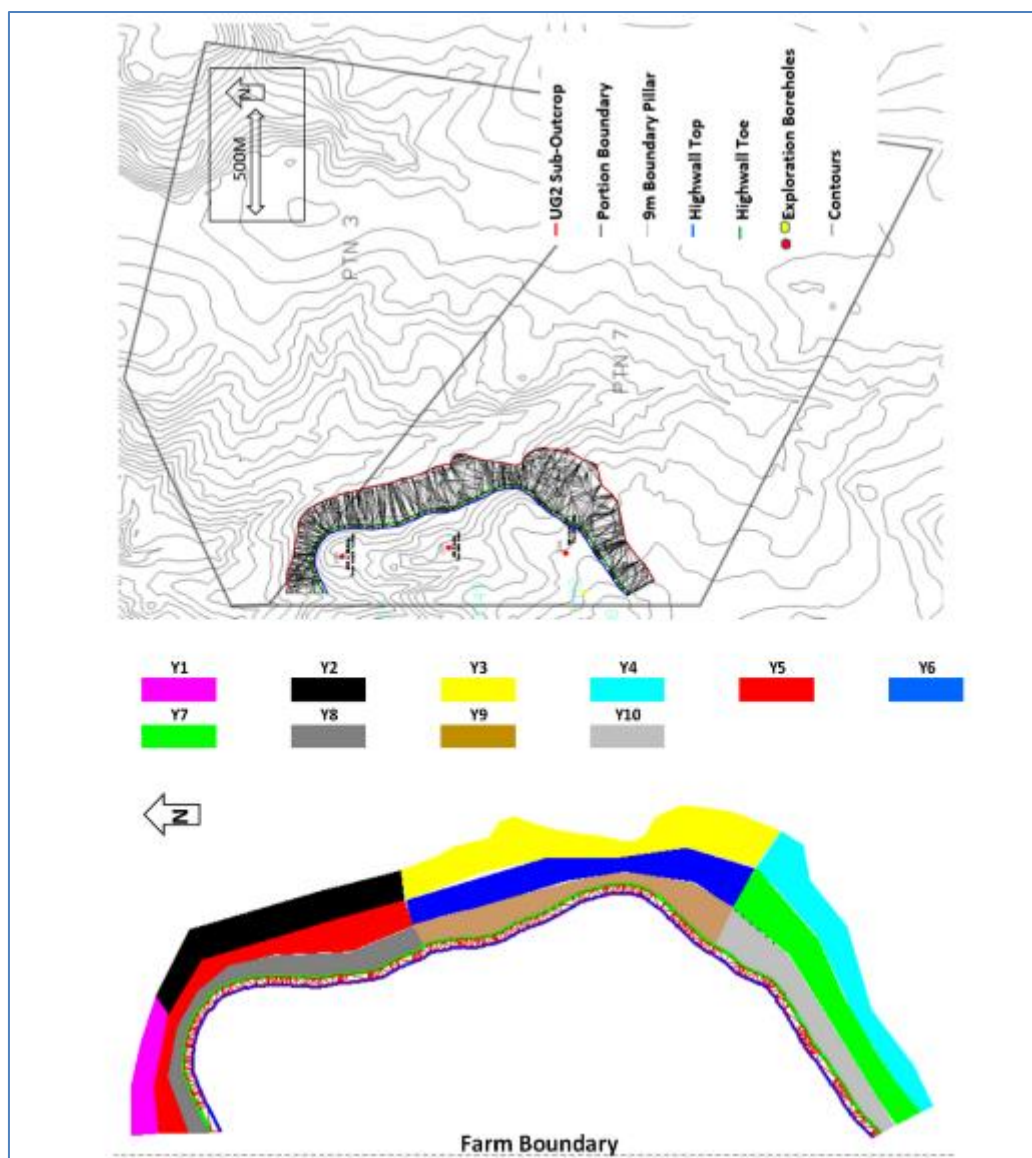 N
500M
PTN 3
PTN 7
UG2 Sub-Outcrop
Portion Boundary
9m Boundary Pillar
Highwall Top
Highwall Toe
Exploration Boreholes
Contours
Y1 Y2 Y3 Y4 Y5 Y6
Y7 Y8 Y9 Y10
N
Farm Boundary